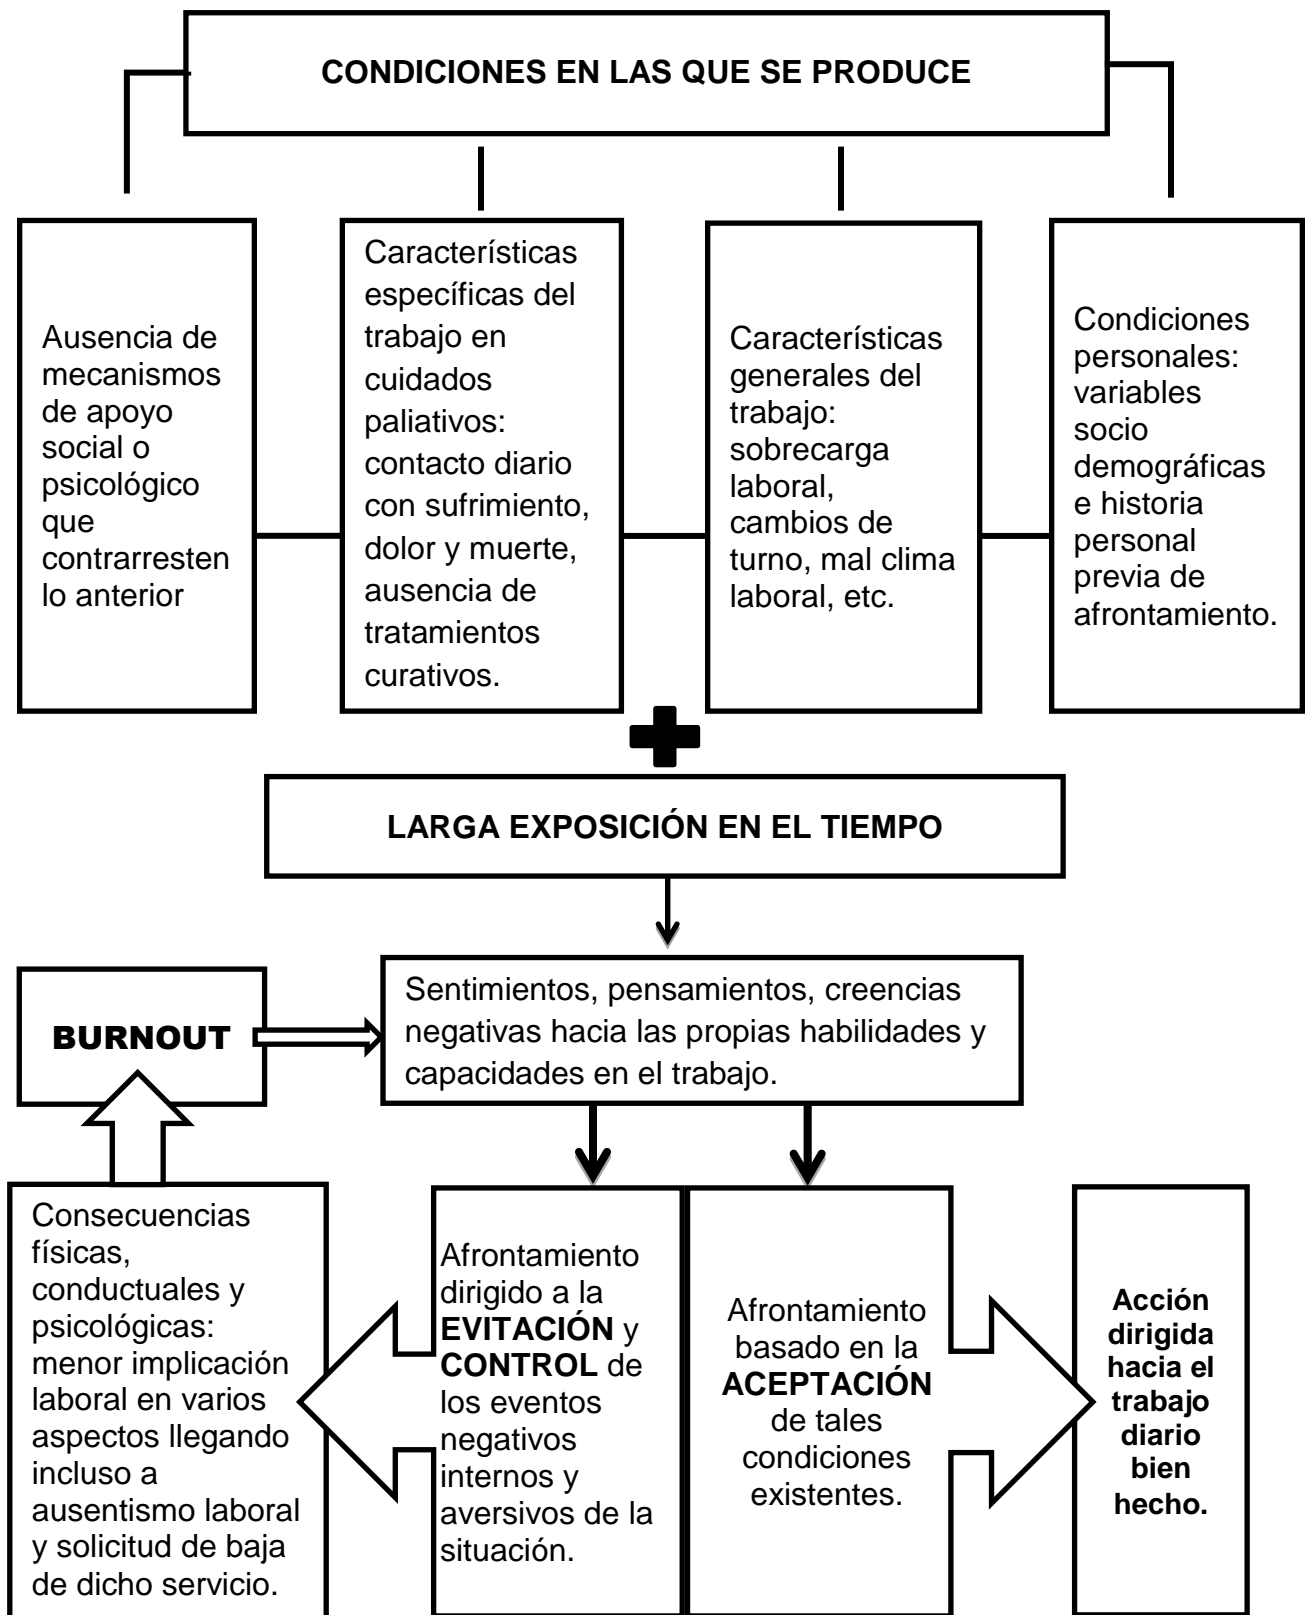 CONDICIONES EN LAS QUE SE PRODUCE
Ausencia de
mecanismos
de apoyo
social o
psicológico
que
contrarresten
lo anterior
Características
específicas del
trabajo en
cuidados
paliativos:
contacto diario
con sufrimiento,
dolor y muerte,
ausencia de
tratamientos
curativos.
Características
generales del
trabajo:
sobrecarga
laboral,
cambios de
turno, mal clima
laboral, etc.
Condiciones
personales:
variables
socio
demográficas
e historia
personal
previa de
afrontamiento.
LARGA EXPOSICIÓN EN EL TIEMPO
BURNOUT
Sentimientos, pensamientos, creencias
negativas hacia las propias habilidades y
capacidades en el trabajo.
Consecuencias
físicas,
conductuales y
psicológicas:
menor implicación
laboral en varios
aspectos llegando
incluso a
ausentismo laboral
y solicitud de baja
de dicho servicio.
Afrontamiento
dirigido a la
EVITACIÓN y
CONTROL de
los eventos
negativos
internos y
aversivos de la
situación.
Afrontamiento
basado en la
ACEPTACIÓN
de tales
condiciones
existentes.
Acción
dirigida
hacia el
trabajo
diario
bien
hecho.